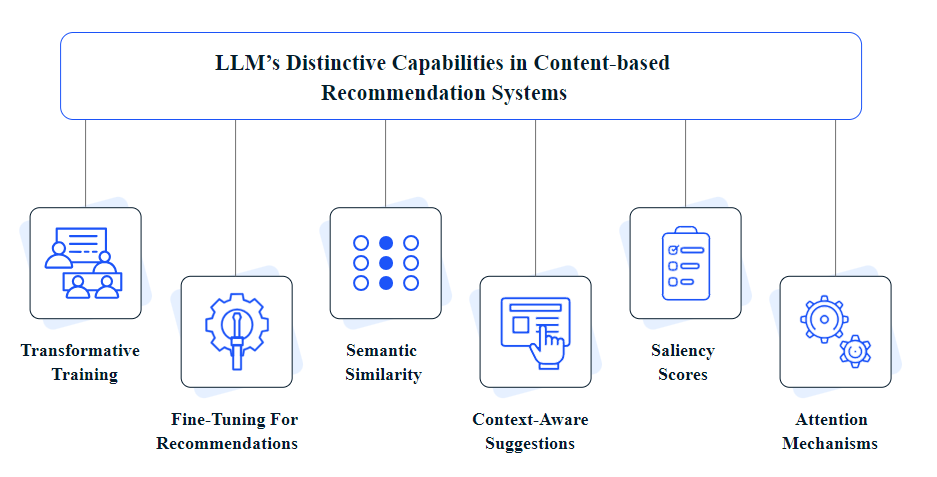 LLM’s Distinctive Capabilities in Content-based
Recommendation Systems
Transformative
Training
Fine-Tuning For
Recommendations
Semantic
Similarity
Context-Aware
Suggestions
Saliency
Scores
Attention
Mechanisms